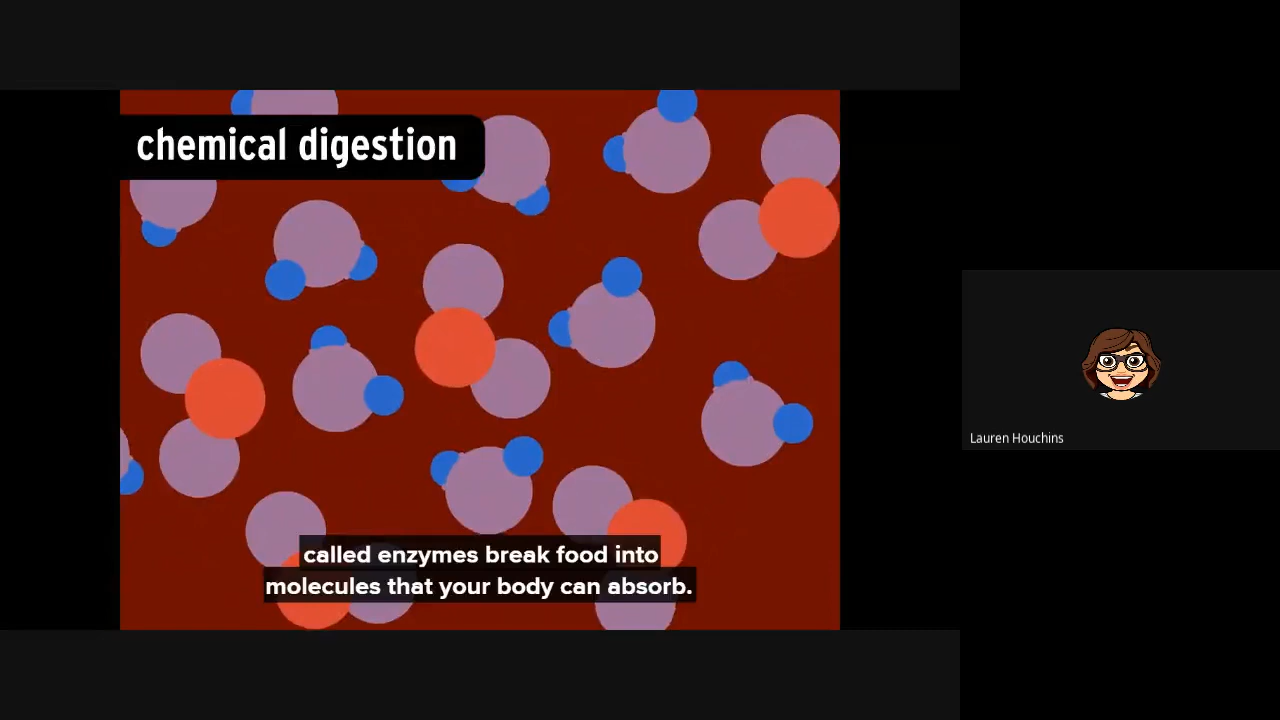 chemical digestion
called enzymes break food into
molecules that your body can absorb.
Lauren Houchins